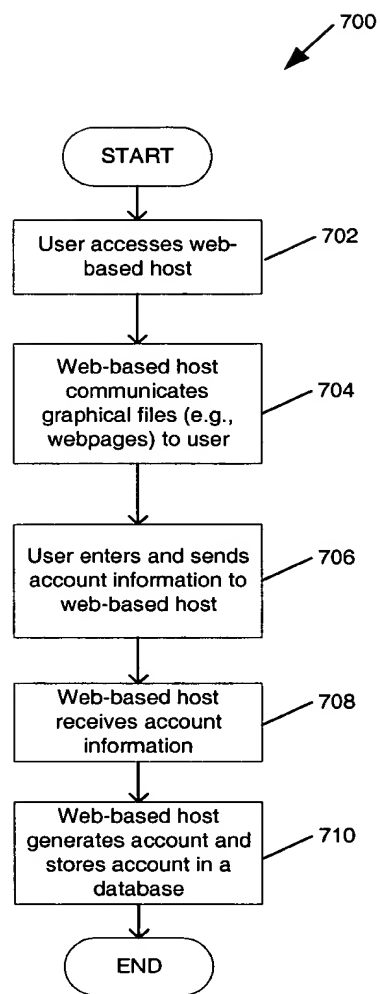 700
START
User accesses web-
based host
702
Web-based host
communicates
graphical files (e.g.,
webpages) to user
704
User enters and sends
account information to
web-based host
706
Web-based host
receives account
information
708
Web-based host
generates account and
stores account in a
database
710
END